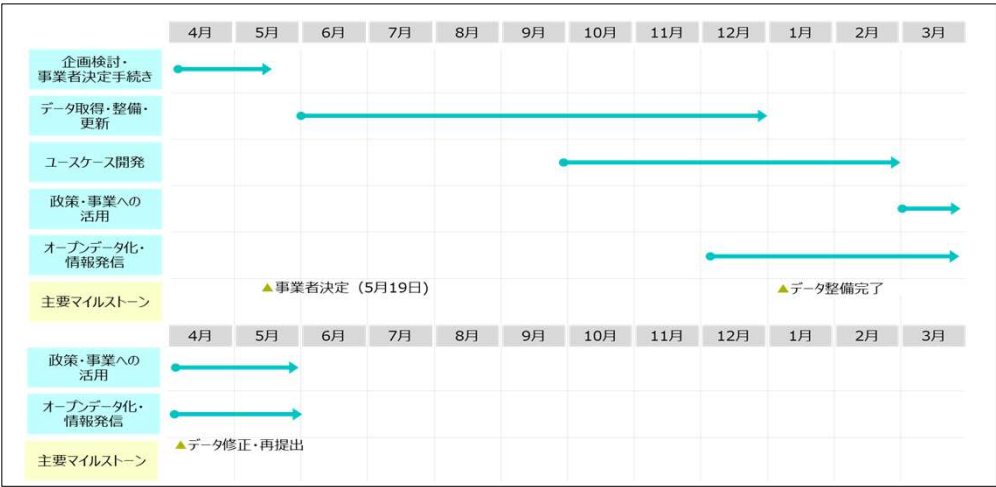 4月 5月 6月 7月 8月 9月 10月 11月 12月 1月 2月 3月
企画検討・
事業者決定手続き
データ取得・整備・
更新
ユースケース開発
政策・事業への
活用
オープンデータ化・
情報発信
主要マイルストーン
▲事業者決定（5月19日)
▲データ整備完了
4月 5月 6月 7月 8月 9月 10月 11月 12月 1月 2月 3月
政策・事業への
活用
オープンデータ化・
情報発信
主要マイルストーン
▲データ修正・再提出